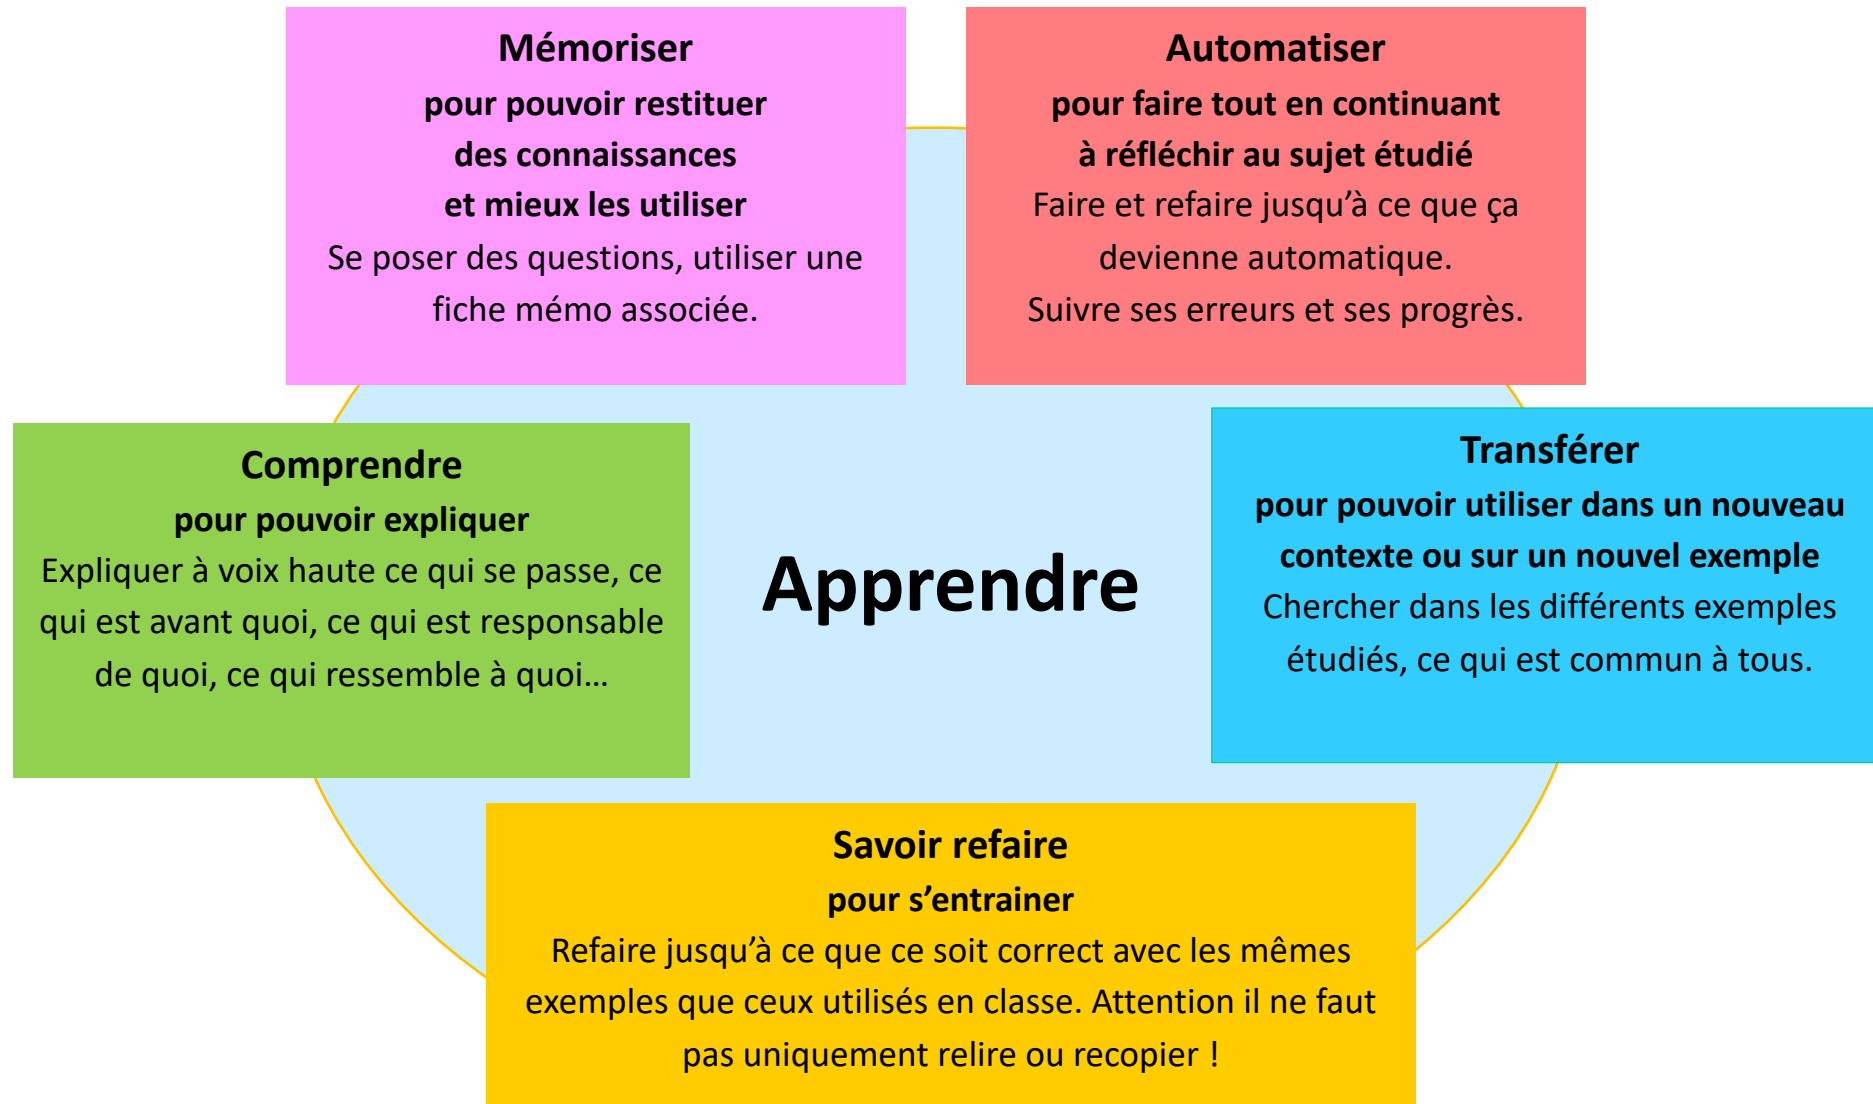 Mémoriser
pour pouvoir restituer
des connaissances
et mieux les utiliser
Se poser des questions, utiliser une
fiche mémo associée.
Automatiser
pour faire tout en continuant
à réfléchir au sujet étudié
Faire et refaire jusqu’à ce que ça
devienne automatique.
Suivre ses erreurs et ses progrès.
Comprendre
pour pouvoir expliquer
Expliquer à voix haute ce qui se passe, ce
qui est avant quoi, ce qui est responsable
de quoi, ce qui ressemble à quoi…
Apprendre
Transférer
pour pouvoir utiliser dans un nouveau
contexte ou sur un nouvel exemple
Chercher dans les différents exemples
étudiés, ce qui est commun à tous.
Savoir refaire
pour s’entrainer
Refaire jusqu’à ce que ce soit correct avec les mêmes
exemples que ceux utilisés en classe. Attention il ne faut
pas uniquement relire ou recopier !